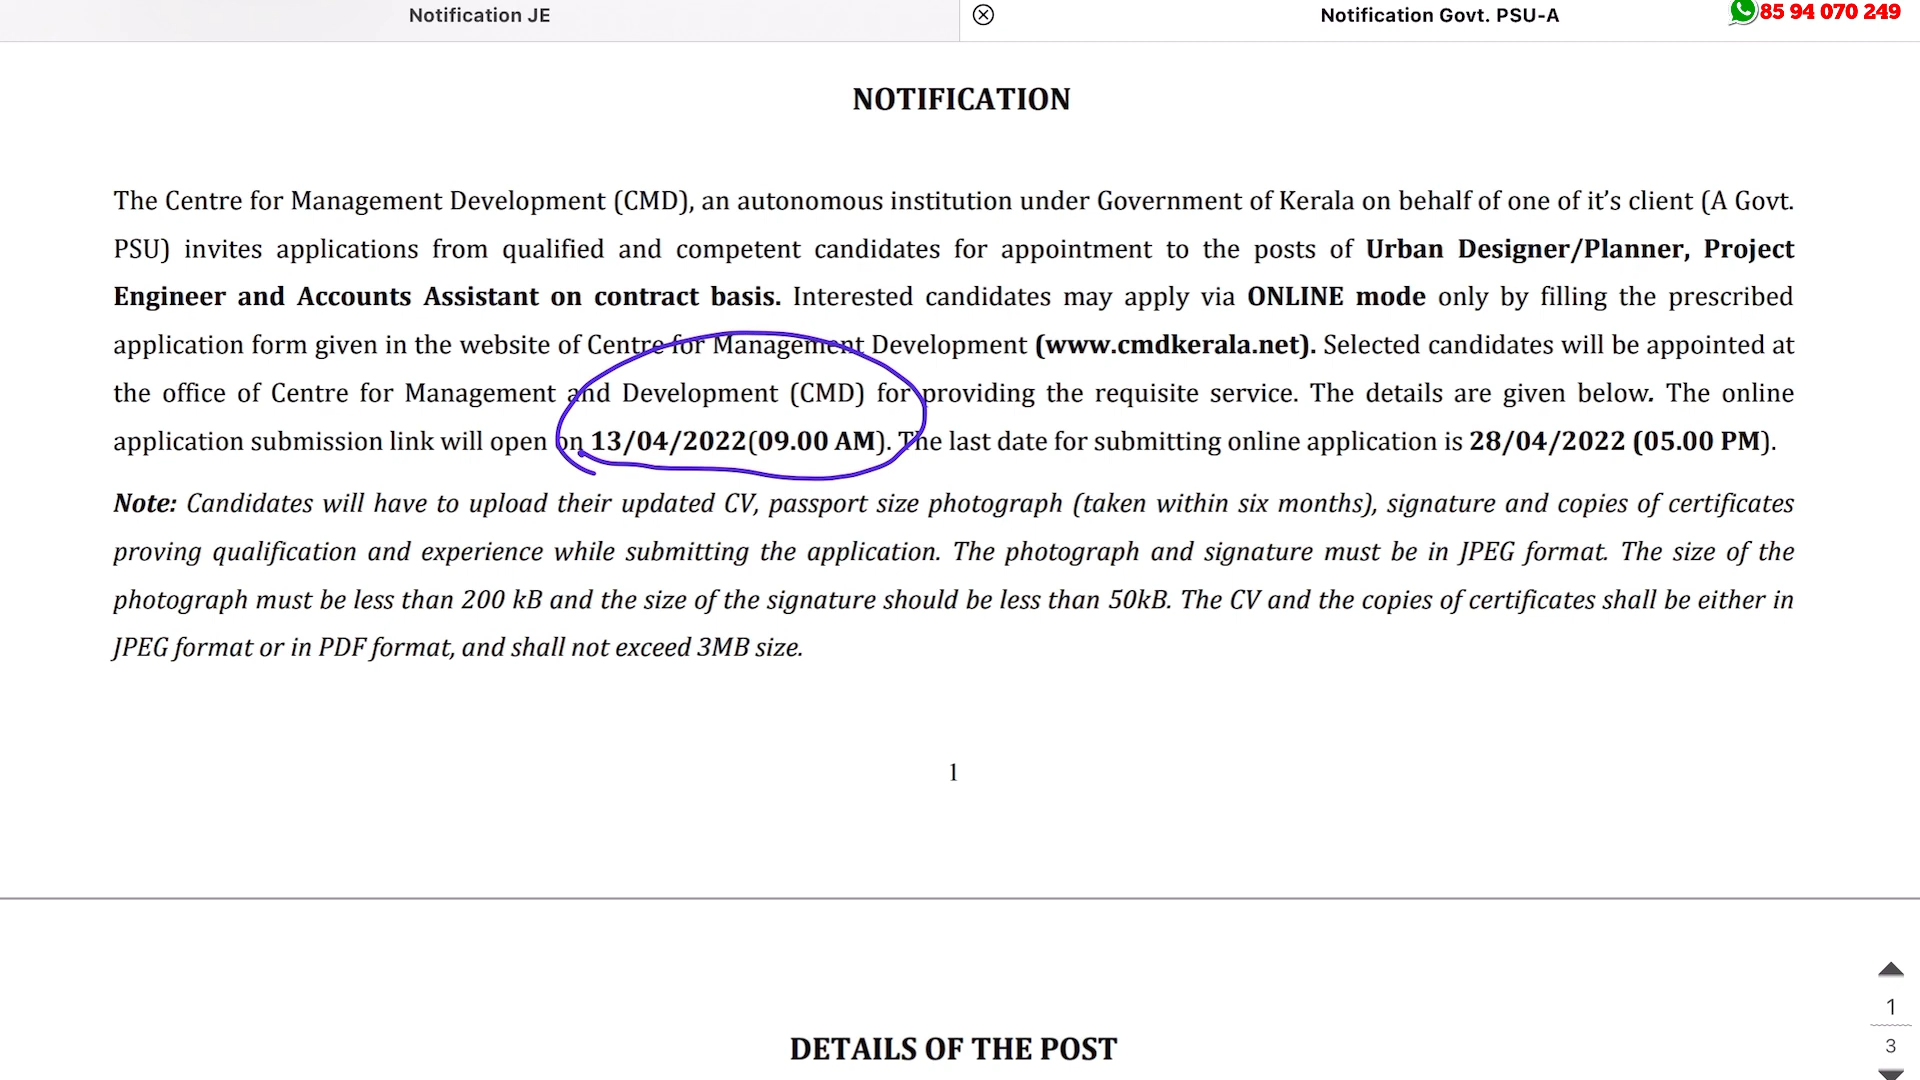 Notification JE
Notification Govt. PSU-A
85 94 070 249
NOTIFICATION
The Centre for Management Development (CMD), an autonomous institution under Government of Kerala on behalf of one of it’s client (A Govt.
PSU) invites applications from qualified and competent candidates for appointment to the posts of Urban Designer/Planner, Project
Engineer and Accounts Assistant on contract basis. Interested candidates may apply via ONLINE mode only by filling the prescribed
application form given in the website of Centre for Management Development (www.cmdkerala.net). Selected candidates will be appointed at
the office of Centre for Management and Development (CMD) for providing the requisite service. The details are given below. The online
application submission link will open on 13/04/2022(09.00 AM). The last date for submitting online application is 28/04/2022 (05.00 PM).
Note: Candidates will have to upload their updated CV, passport size photograph (taken within six months), signature and copies of certificates
proving qualification and experience while submitting the application. The photograph and signature must be in JPEG format. The size of the
photograph must be less than 200 kB and the size of the signature should be less than 50kB. The CV and the copies of certificates shall be either in
JPEG format or in PDF format, and shall not exceed 3MB size.
1
DETAILS OF THE POST
1
3